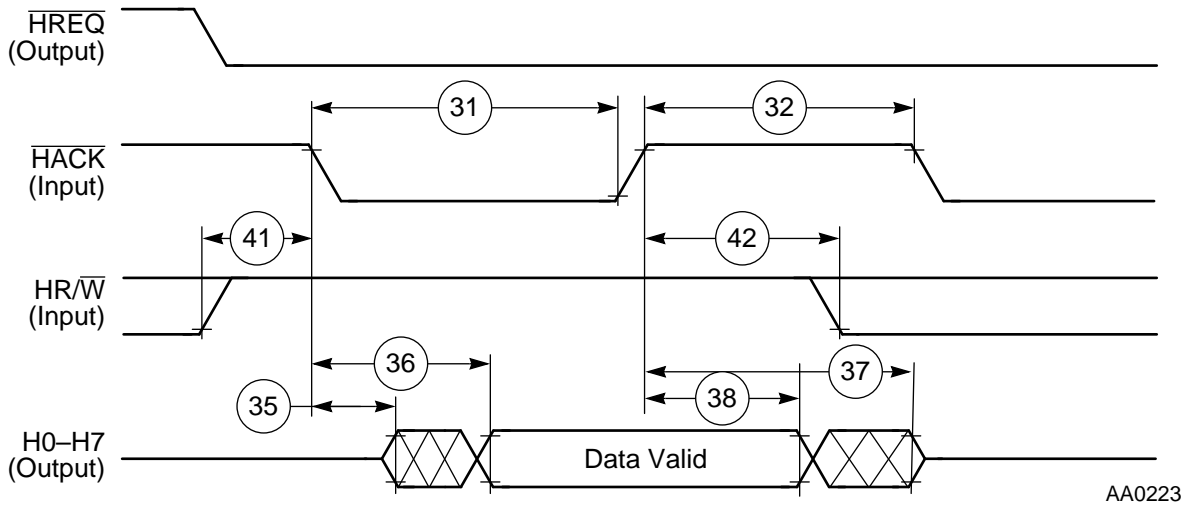 HREQ
(Output)
31
32
HACK
(Input)
41
42
HR/W
(Input)
36
37
35
38
H0–H7
(Output)
Data Valid
AA0223